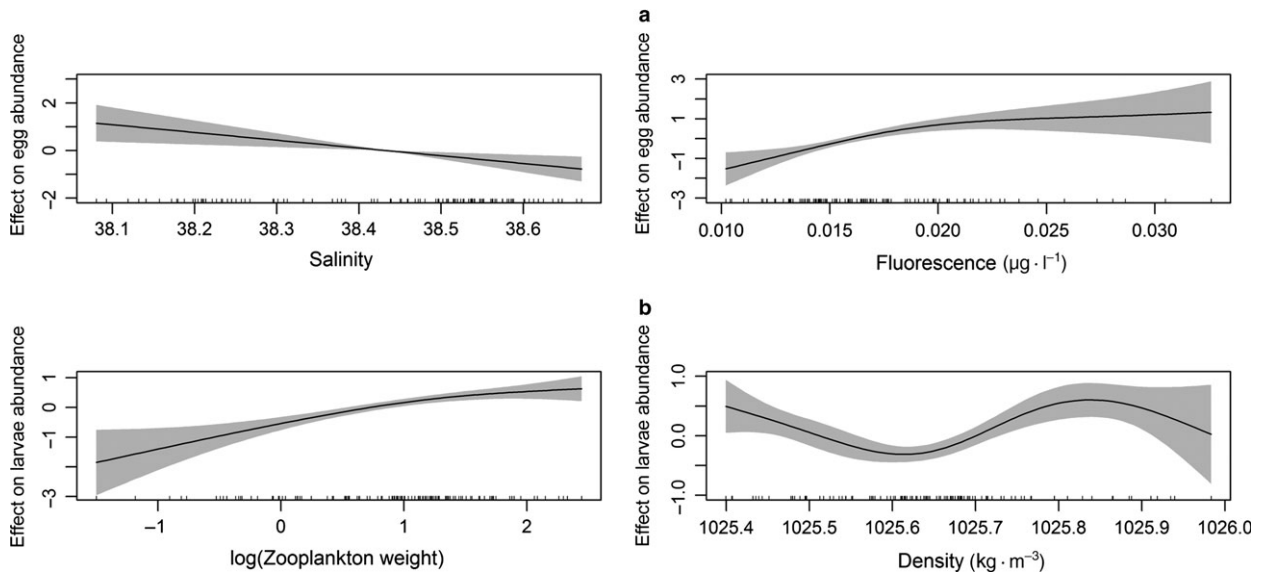 a
Effect on egg abundance
2
0
−2
38.1 38.2 38.3 38.4 38.5 38.6
Salinity
Effect on egg abundance
3
1
−1
−3
0.010 0.015 0.020 0.025 0.030
Fluorescence (µg · l⁻¹)
b
Effect on larvae abundance
1
0
−1
−3
−1 0 1 2
log(Zooplankton weight)
Effect on larvae abundance
1.0
0.0
−1.0
1025.4 1025.5 1025.6 1025.7 1025.8 1025.9 1026.0
Density (kg · m⁻³)